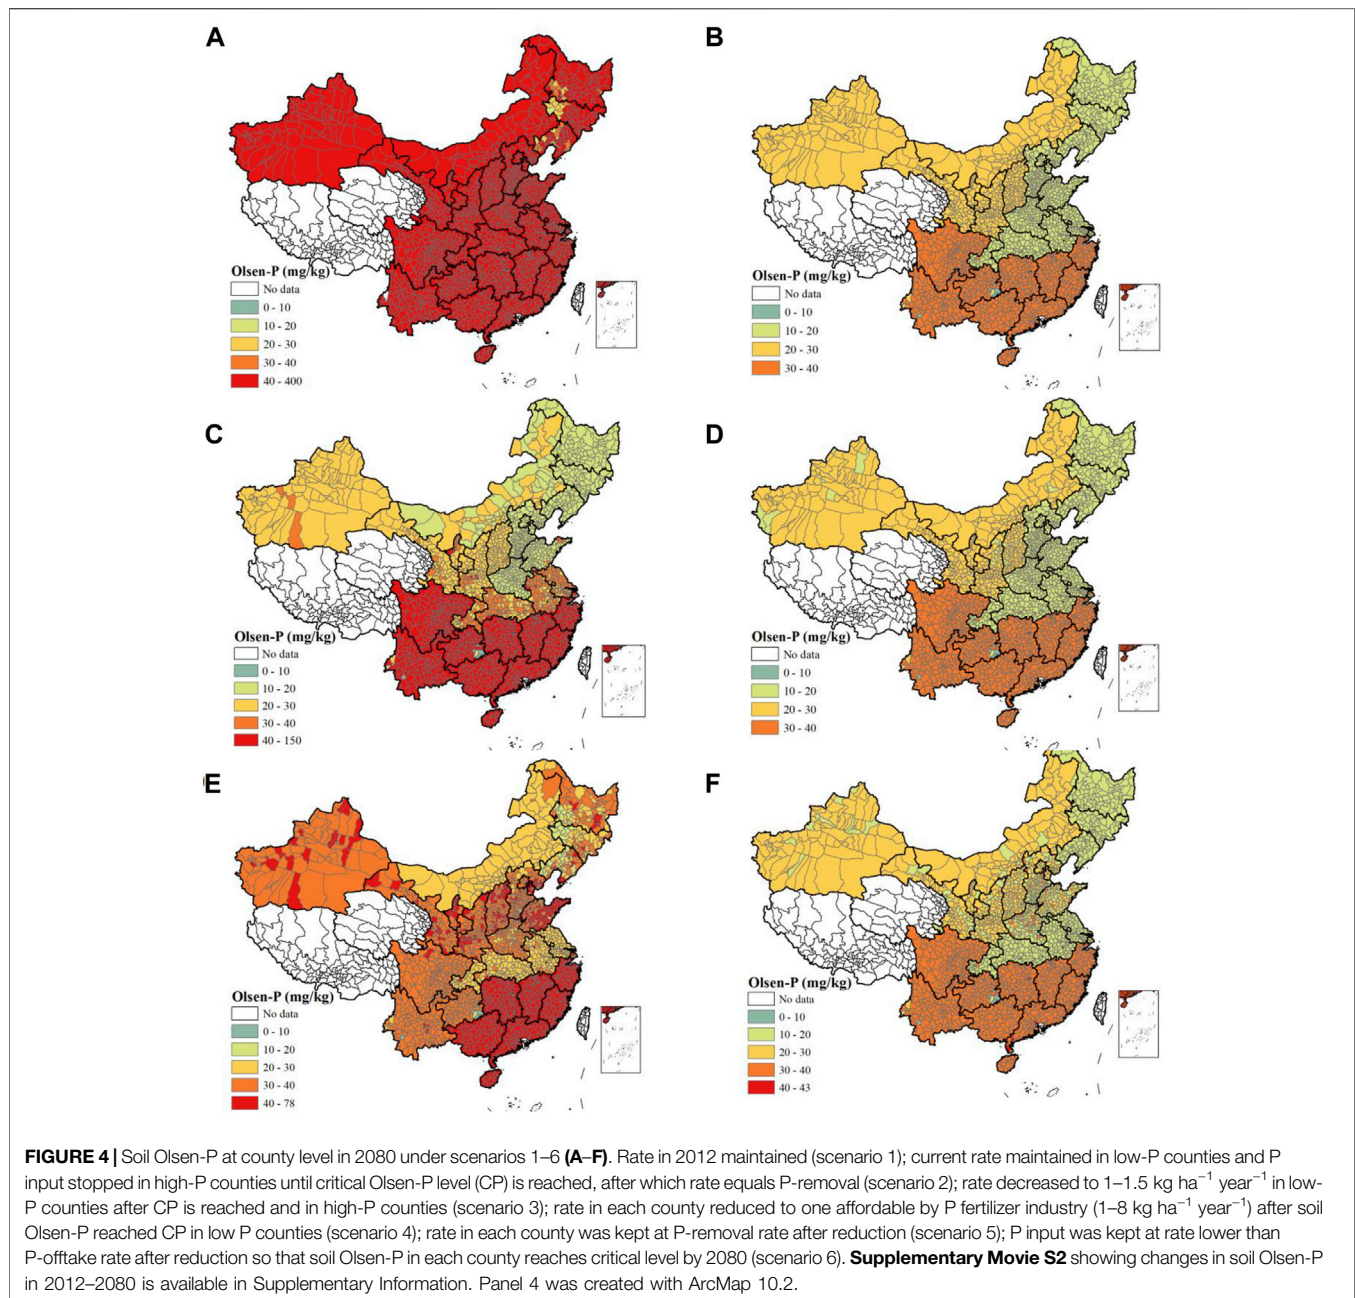 A
Olsen-P (mg/kg)
No data
0 - 10
10 - 20
20 - 30
30 - 40
40 - 400
B
Olsen-P (mg/kg)
No data
0 - 10
10 - 20
20 - 30
30 - 40
C
Olsen-P (mg/kg)
No data
0 - 10
10 - 20
20 - 30
30 - 40
40 - 150
D
Olsen-P (mg/kg)
No data
0 - 10
10 - 20
20 - 30
30 - 40
E
Olsen-P (mg/kg)
No data
0 - 10
10 - 20
20 - 30
30 - 40
40 - 78
F
Olsen-P (mg/kg)
No data
0 - 10
10 - 20
20 - 30
30 - 40
40 - 43
FIGURE 4 | Soil Olsen-P at county level in 2080 under scenarios 1–6 (A–F). Rate in 2012 maintained (scenario 1); current rate maintained in low-P counties and P
input stopped in high-P counties until critical Olsen-P level (CP) is reached, after which rate equals P-removal (scenario 2); rate decreased to 1–1.5 kg ha⁻¹ year⁻¹ in low-
P counties after CP is reached and in high-P counties (scenario 3); rate in each county reduced to one affordable by P fertilizer industry (1–8 kg ha⁻¹ year⁻¹) after soil
Olsen-P reached CP in low P counties (scenario 4); rate in each county was kept at P-removal rate after reduction (scenario 5); P input was kept at rate lower than
P-offtake rate after reduction so that soil Olsen-P in each county reaches critical level by 2080 (scenario 6). Supplementary Movie S2 showing changes in soil Olsen-P
in 2012–2080 is available in Supplementary Information. Panel 4 was created with ArcMap 10.2.